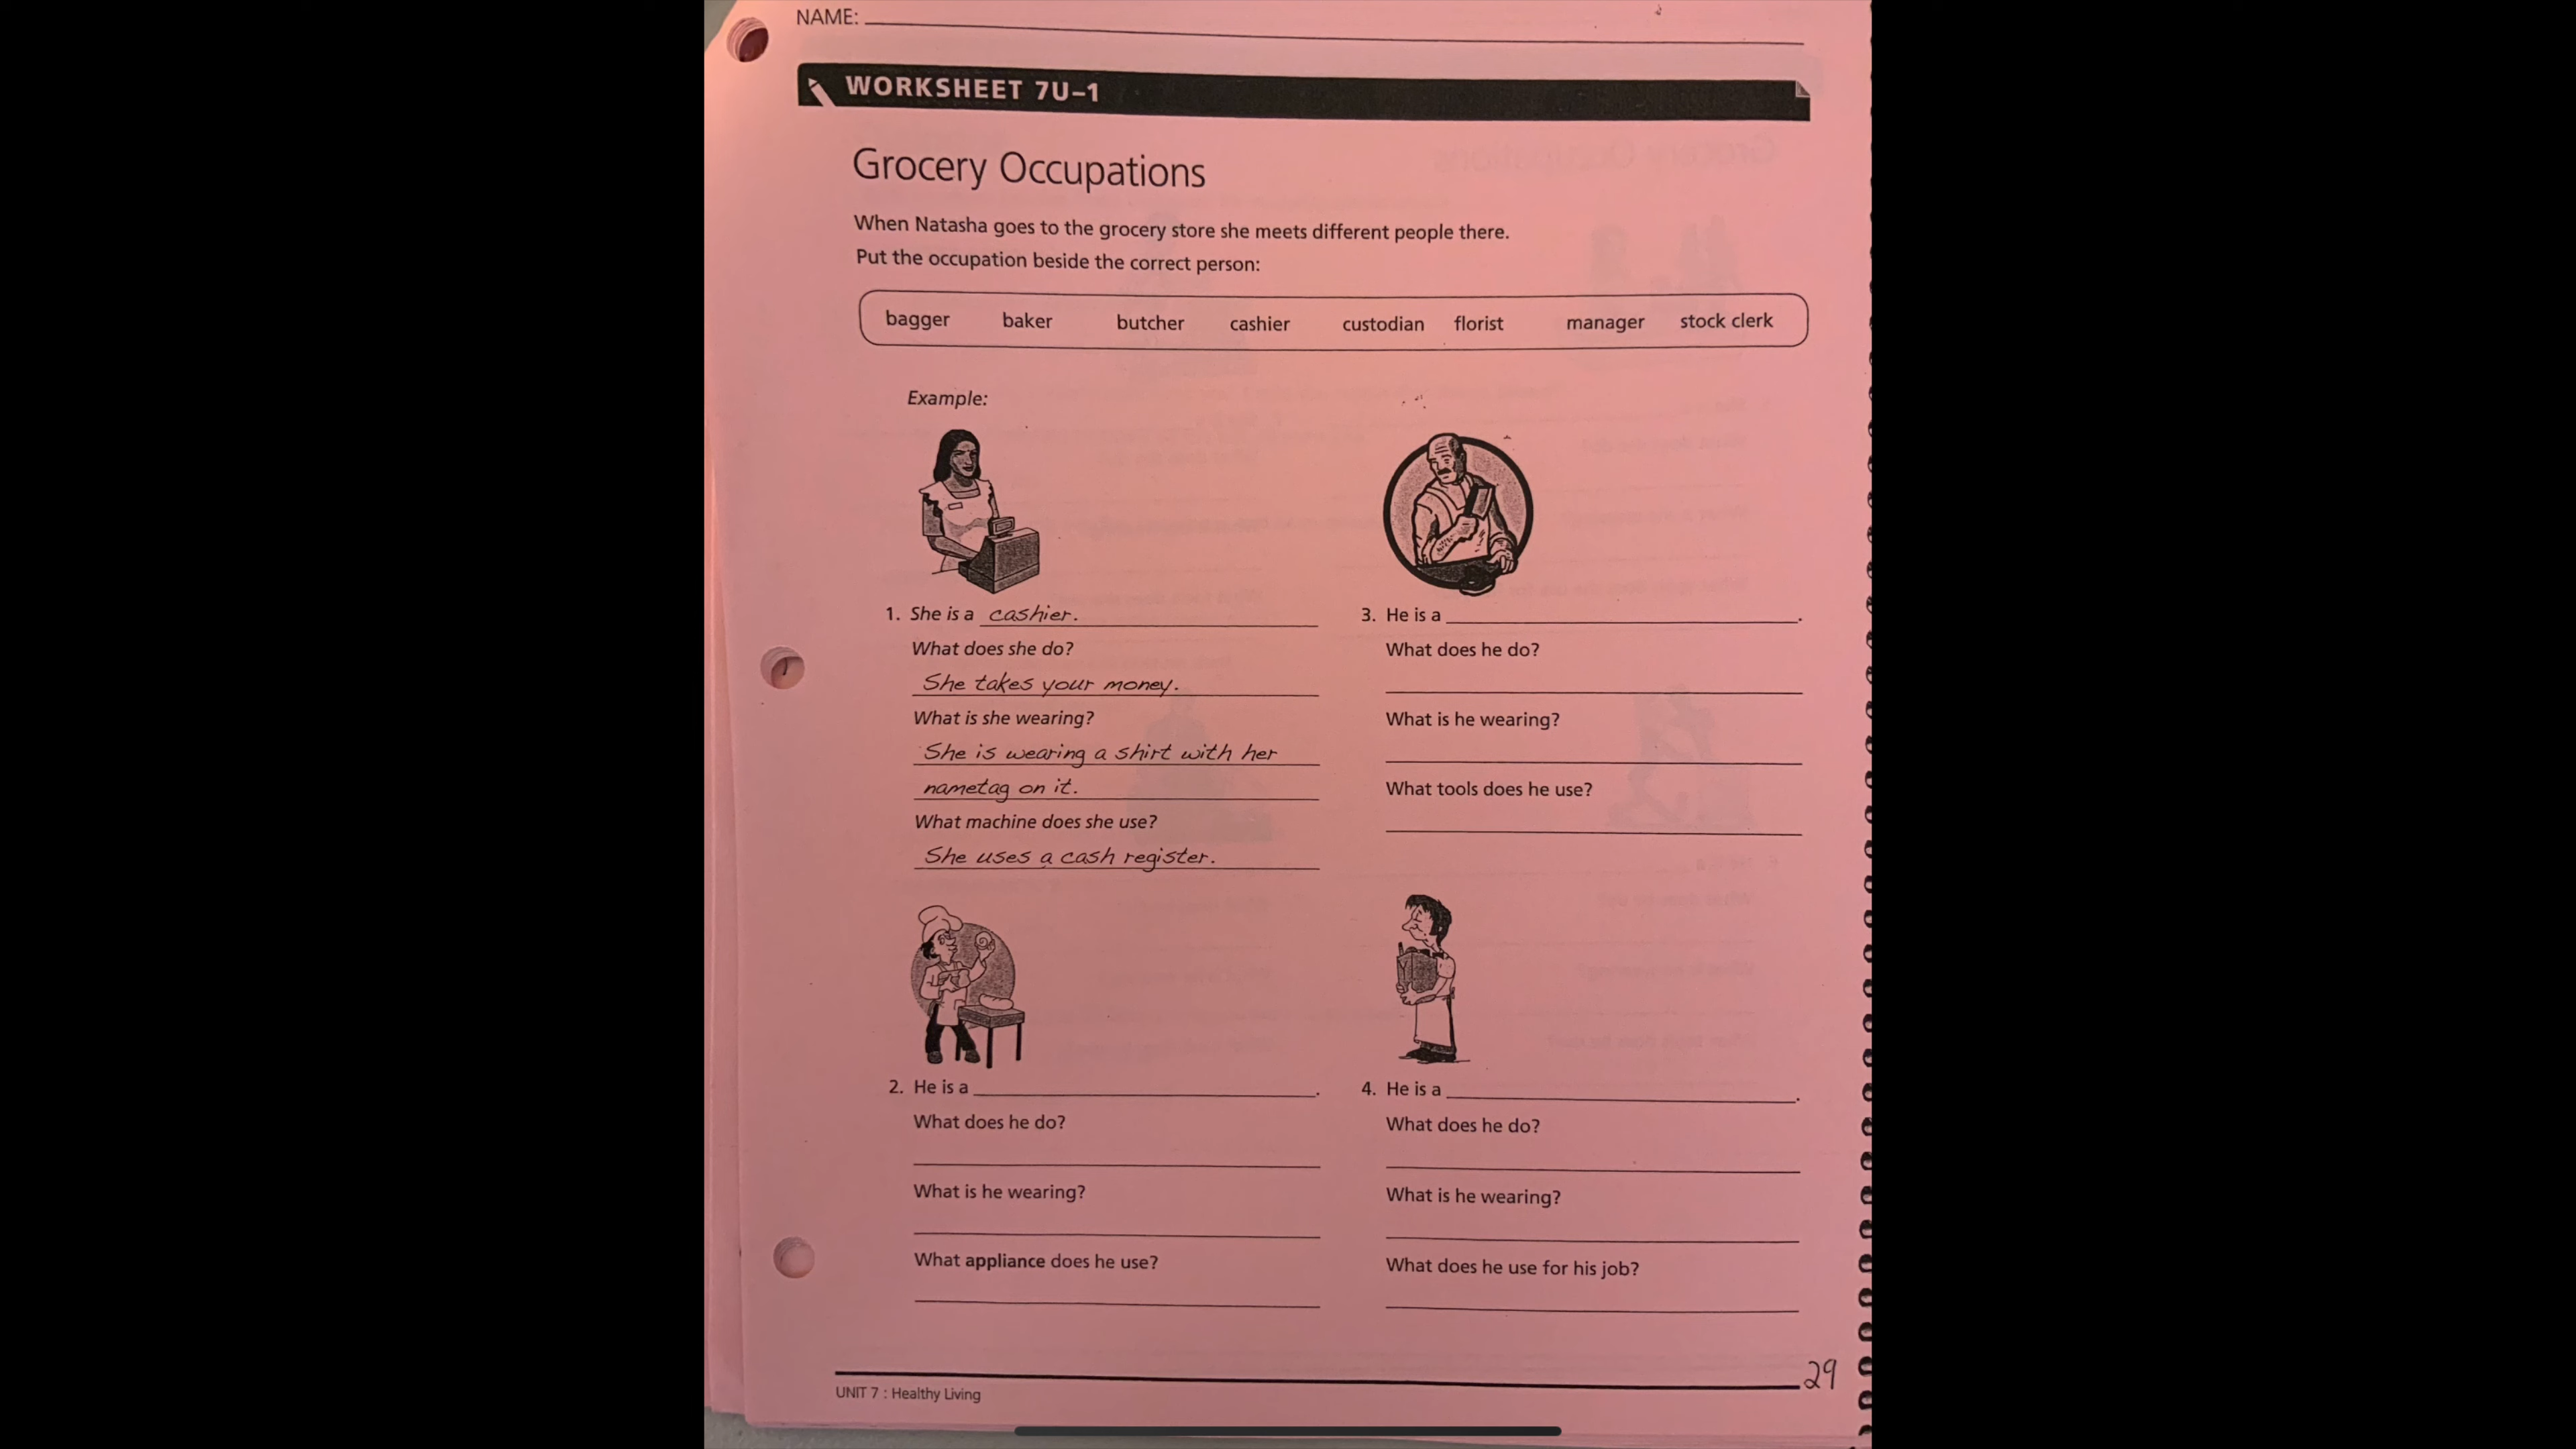 NAME:
WORKSHEET 7U-1
Grocery Occupations
When Natasha goes to the grocery store she meets different people there.
Put the occupation beside the correct person:
bagger baker butcher cashier custodian florist manager stock clerk
Example:
1. She is a cashier.
What does she do?
She takes your money.
What is she wearing?
She is wearing a shirt with her
nametag on it.
What machine does she use?
She uses a cash register.
3. He is a .
What does he do?
What is he wearing?
What tools does he use?
2. He is a .
What does he do?
What is he wearing?
What appliance does he use?
4. He is a .
What does he do?
What is he wearing?
What does he use for his job?
UNIT 7 : Healthy Living
29